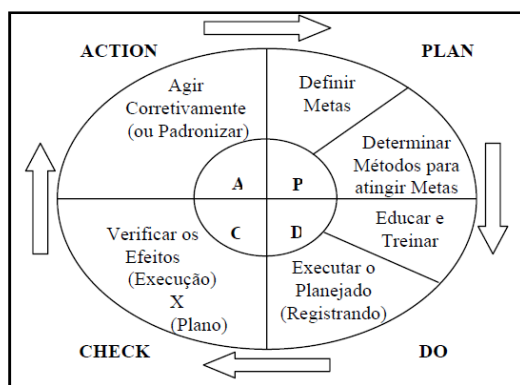 ACTION
PLAN
Agir
Corretivamente
(ou Padronizar)
Definir
Metas
Determinar
Métodos para
atingir Metas
A
P
C
D
Educar e
Treinar
Verificar os
Efeitos
(Execução)
X
(Plano)
Executar o
Planejado
(Registrando)
CHECK
DO